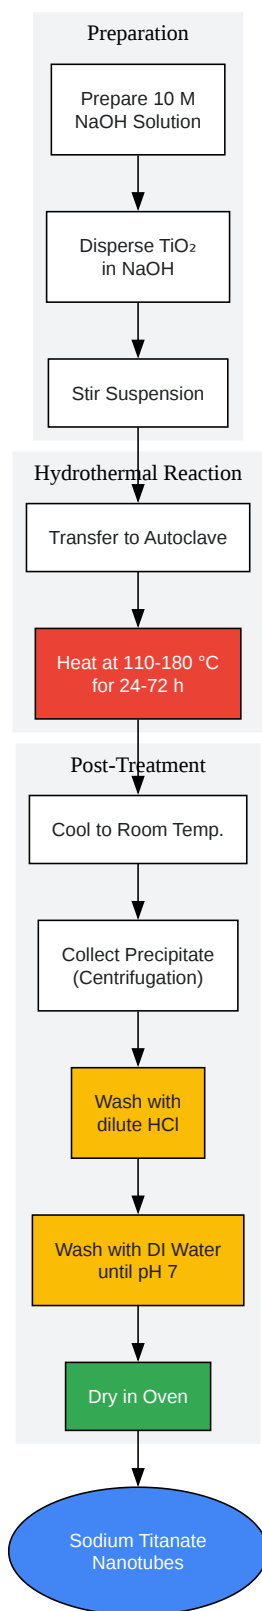 Preparation
Prepare 10 M
NaOH Solution
Disperse TiO₂
in NaOH
Stir Suspension
Hydrothermal Reaction
Transfer to Autoclave
Heat at 110-180 °C
for 24-72 h
Post-Treatment
Cool to Room Temp.
Collect Precipitate
(Centrifugation)
Wash with
dilute HCl
Wash with DI Water
until pH 7
Dry in Oven
Sodium Titanate
Nanotubes